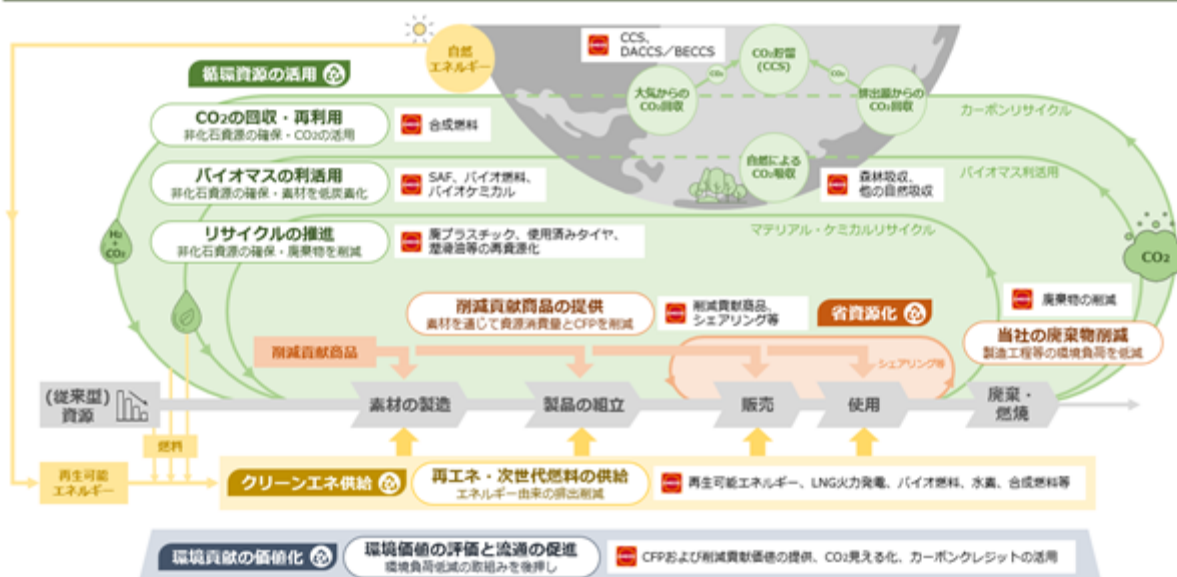 自然
エネルギー
CCS、
DACCS／BECCS
CO₂貯留
(CCS)
CO₂
CO₂
大気からの
CO₂回収
排出源からの
CO₂回収
カーボンリサイクル
循環資源の活用
CO₂の回収・再利用
非化石資源の確保・CO₂の活用
合成燃料
自然による
CO₂吸収
森林吸収、
他の自然吸収
バイオマス利活用
バイオマスの利活用
非化石資源の確保・素材を低炭素化
SAF、バイオ燃料、
バイオケミカル
マテリアル・ケミカルリサイクル
リサイクルの推進
非化石資源の確保・廃棄物を削減
廃プラスチック、使用済みタイヤ、
潤滑油等の再資源化
H₂
+
CO₂
CO₂
削減貢献商品の提供
素材を通じて資源消費量とCFPを削減
削減貢献商品、
シェアリング等
省資源化
廃棄物の削減
当社の廃棄物削減
製造工程等の環境負荷を低減
削減貢献商品
シェアリング等
(従来型)
資源
素材の製造
製品の組立
販売
使用
廃棄・
燃焼
燃料
再生可能
エネルギー
クリーンエネ供給
再エネ・次世代燃料の供給
エネルギー由来の排出削減
再生可能エネルギー、LNG火力発電、バイオ燃料、水素、合成燃料等
環境貢献の価値化
環境価値の評価と流通の促進
環境負荷低減の取組みを後押し
CFPおよび削減貢献価値の提供、CO₂見える化、カーボンクレジットの活用